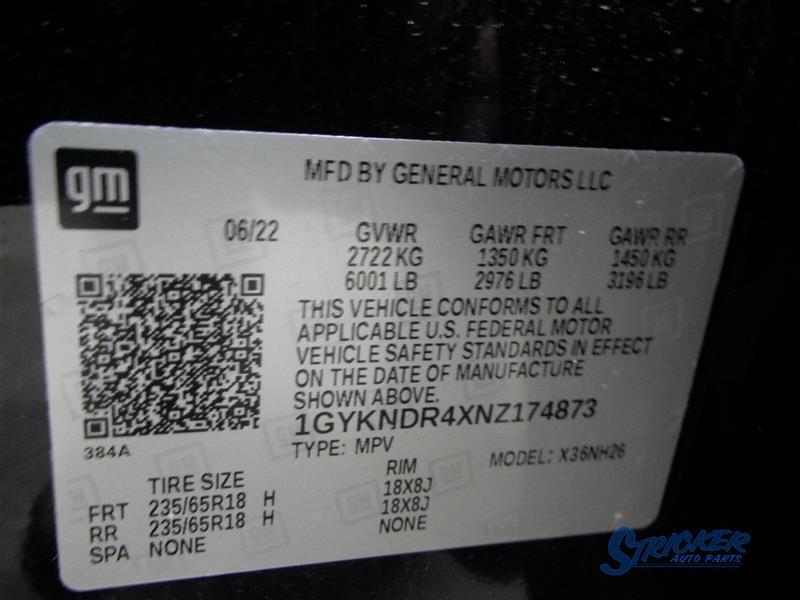 gm
MFD BY GENERAL MOTORS LLC
06/22 GVWR GAWR FRT GAWR RR
2722 KG 1350 KG 1450 KG
6001 LB 2976 LB 3196 LB
THIS VEHICLE CONFORMS TO ALL
APPLICABLE U.S. FEDERAL MOTOR
VEHICLE SAFETY STANDARDS IN EFFECT
ON THE DATE OF MANUFACTURE
SHOWN ABOVE.
1GYKNDR4XNZ174873
384A
TYPE: MPV MODEL: X36NH26
TIRE SIZE RIM
FRT 235/65R18 H 18X8J
RR 235/65R18 H 18X8J
SPA NONE NONE
STRICKER
AUTO PARTS